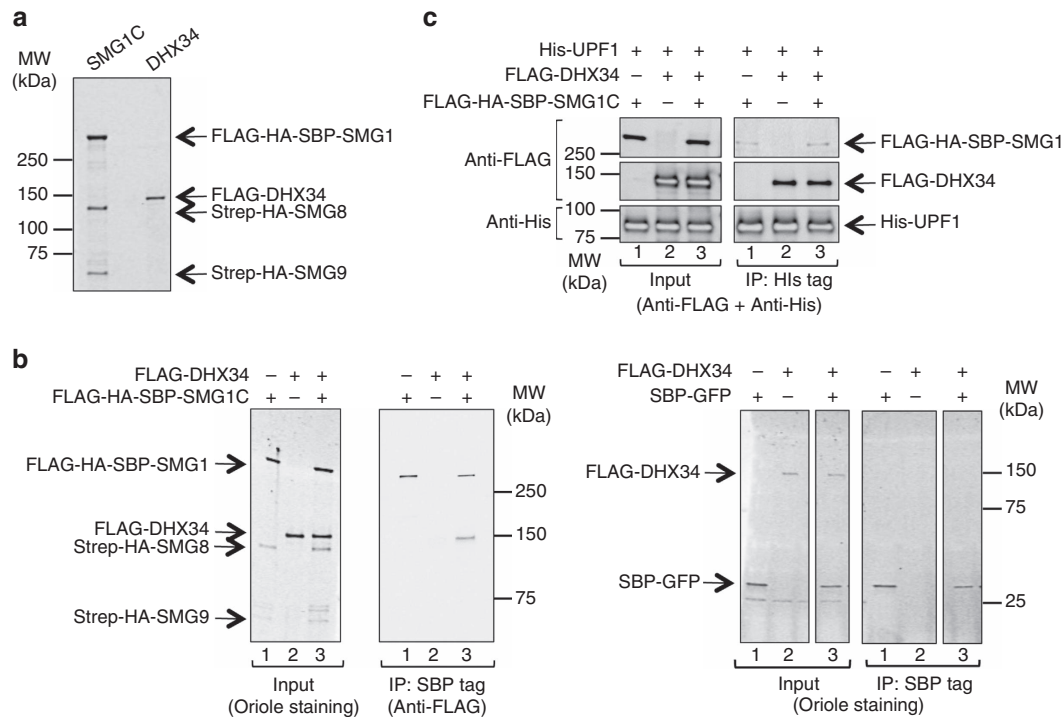 a
SMG1C
DHX34
MW
(kDa)
FLAG-HA-SBP-SMG1
250
150
FLAG-DHX34
Strep-HA-SMG8
100
75
Strep-HA-SMG9
c
His-UPF1 + + + + + +
FLAG-DHX34 – + + – + +
FLAG-HA-SBP-SMG1C + – + + – +
Anti-FLAG
250
FLAG-HA-SBP-SMG1
150
FLAG-DHX34
Anti-His
100
75
His-UPF1
MW
(kDa)
1 2 3 1 2 3
Input IP: HIs tag
(Anti-FLAG + Anti-His)
b
FLAG-DHX34 – + + – + +
FLAG-HA-SBP-SMG1C + – + + – +
MW
(kDa)
FLAG-HA-SBP-SMG1
250
FLAG-DHX34
150
Strep-HA-SMG8
75
Strep-HA-SMG9
1 2 3 1 2 3
Input
(Oriole staining)
IP: SBP tag
(Anti-FLAG)
FLAG-DHX34 – + + – + +
SBP-GFP + – + + – +
MW
(kDa)
FLAG-DHX34
150
75
SBP-GFP
25
1 2 3 1 2 3
Input IP: SBP tag
(Oriole staining)